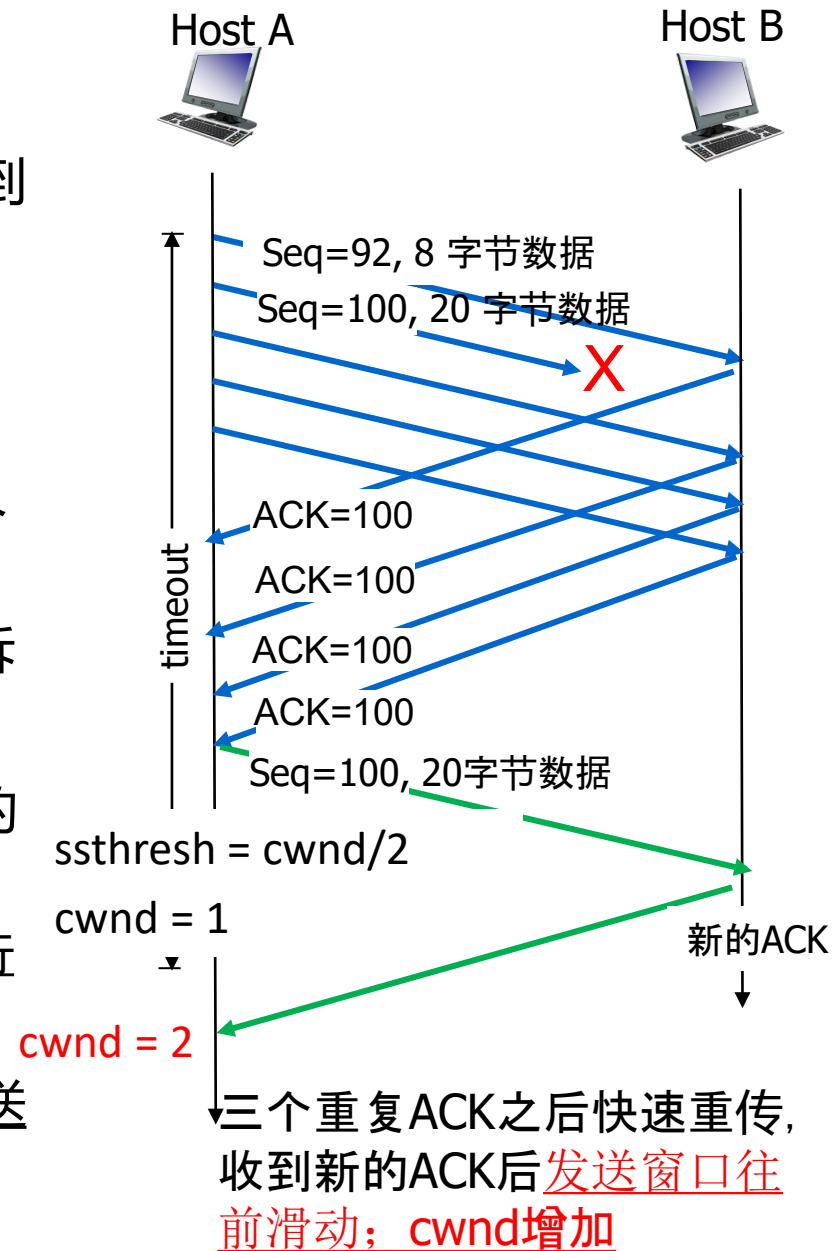 Host A
Host B
到
Seq=92, 8 字节数据
Seq=100, 20 字节数据
X
timeout
ACK=100
ACK=100
诉
ACK=100
ACK=100
Seq=100, 20字节数据
的
ssthresh = cwnd/2
cwnd = 1
新的ACK
cwnd = 2
送
三个重复ACK之后快速重传,
收到新的ACK后发送窗口往
前滑动；cwnd增加